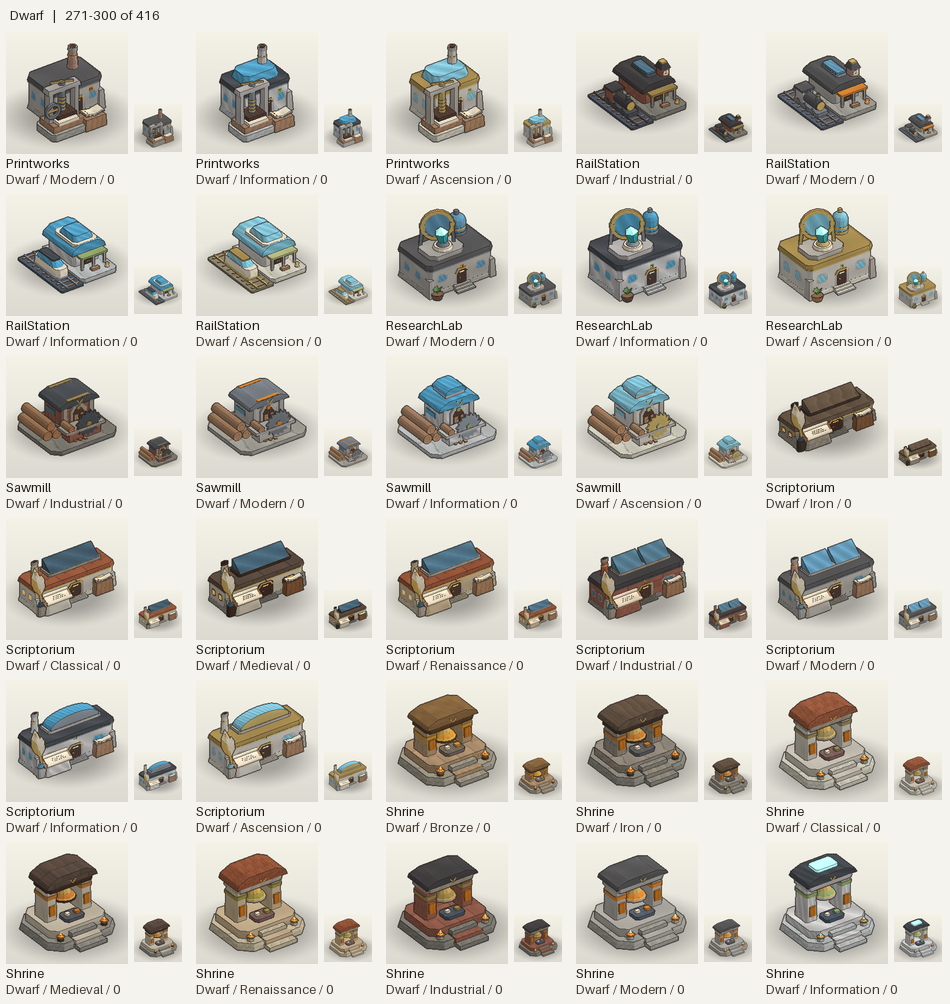 Dwarf | 271-300 of 416
Printworks
Dwarf / Modern / 0
Printworks
Dwarf / Information / 0
Printworks
Dwarf / Ascension / 0
RailStation
Dwarf / Industrial / 0
RailStation
Dwarf / Modern / 0
RailStation
Dwarf / Information / 0
RailStation
Dwarf / Ascension / 0
ResearchLab
Dwarf / Modern / 0
ResearchLab
Dwarf / Information / 0
ResearchLab
Dwarf / Ascension / 0
Sawmill
Dwarf / Industrial / 0
Sawmill
Dwarf / Modern / 0
Sawmill
Dwarf / Information / 0
Sawmill
Dwarf / Ascension / 0
Scriptorium
Dwarf / Iron / 0
Scriptorium
Dwarf / Classical / 0
Scriptorium
Dwarf / Medieval / 0
Scriptorium
Dwarf / Renaissance / 0
Scriptorium
Dwarf / Industrial / 0
Scriptorium
Dwarf / Modern / 0
Scriptorium
Dwarf / Information / 0
Scriptorium
Dwarf / Ascension / 0
Shrine
Dwarf / Bronze / 0
Shrine
Dwarf / Iron / 0
Shrine
Dwarf / Classical / 0
Shrine
Dwarf / Medieval / 0
Shrine
Dwarf / Renaissance / 0
Shrine
Dwarf / Industrial / 0
Shrine
Dwarf / Modern / 0
Shrine
Dwarf / Information / 0